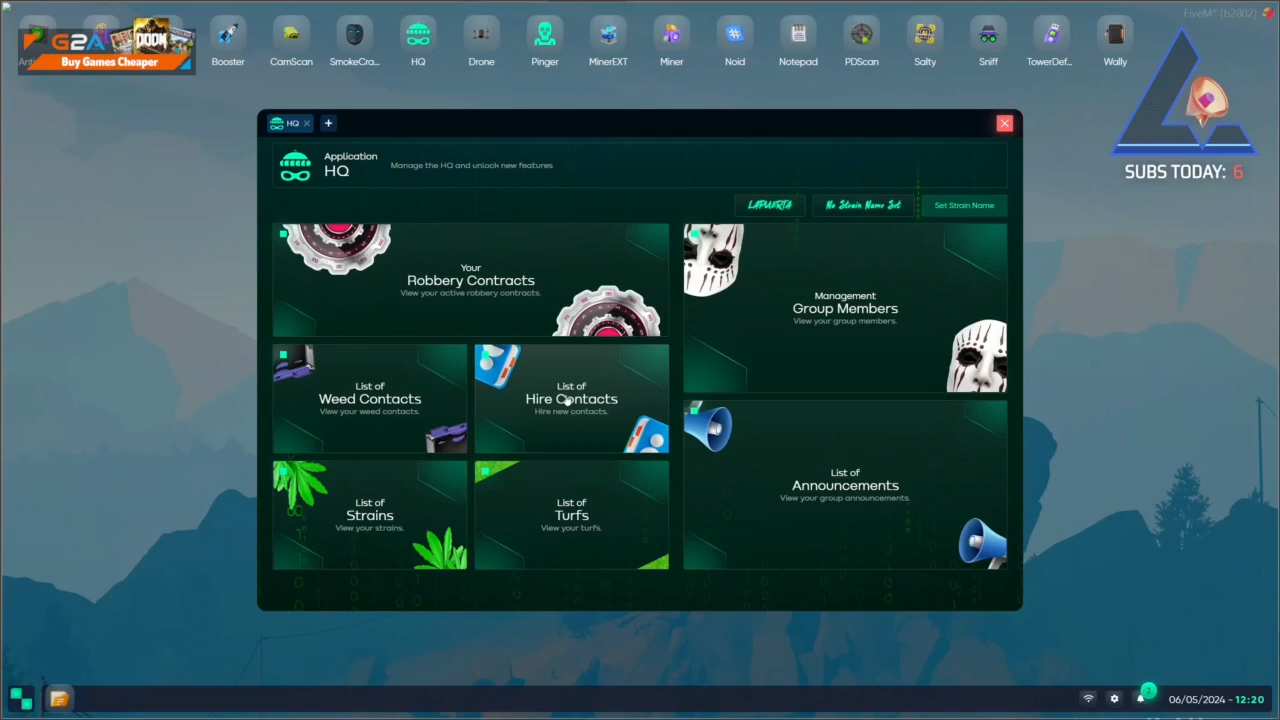 FiveM* (b2802)
G2A
DOOM
Buy Games Cheaper
Booster
CamScan
SmokeCra...
HQ
Drone
Pinger
MinerEXT
Miner
Noid
Notepad
PDScan
Salty
Sniff
TowerDef...
Wally
SUBS TODAY: 6
HQ
Application
HQ
Manage the HQ and unlock new features
LAPUERTA
No Strain Name Set
Set Strain Name
Your
Robbery Contracts
View your active robbery contracts.
Management
Group Members
View your group members.
List of
Weed Contacts
View your weed contacts.
List of
Hire Contacts
Hire new contacts.
List of
Announcements
View your group announcements.
List of
Strains
View your strains.
List of
Turfs
View your turfs.
2
06/05/2024 - 12:20